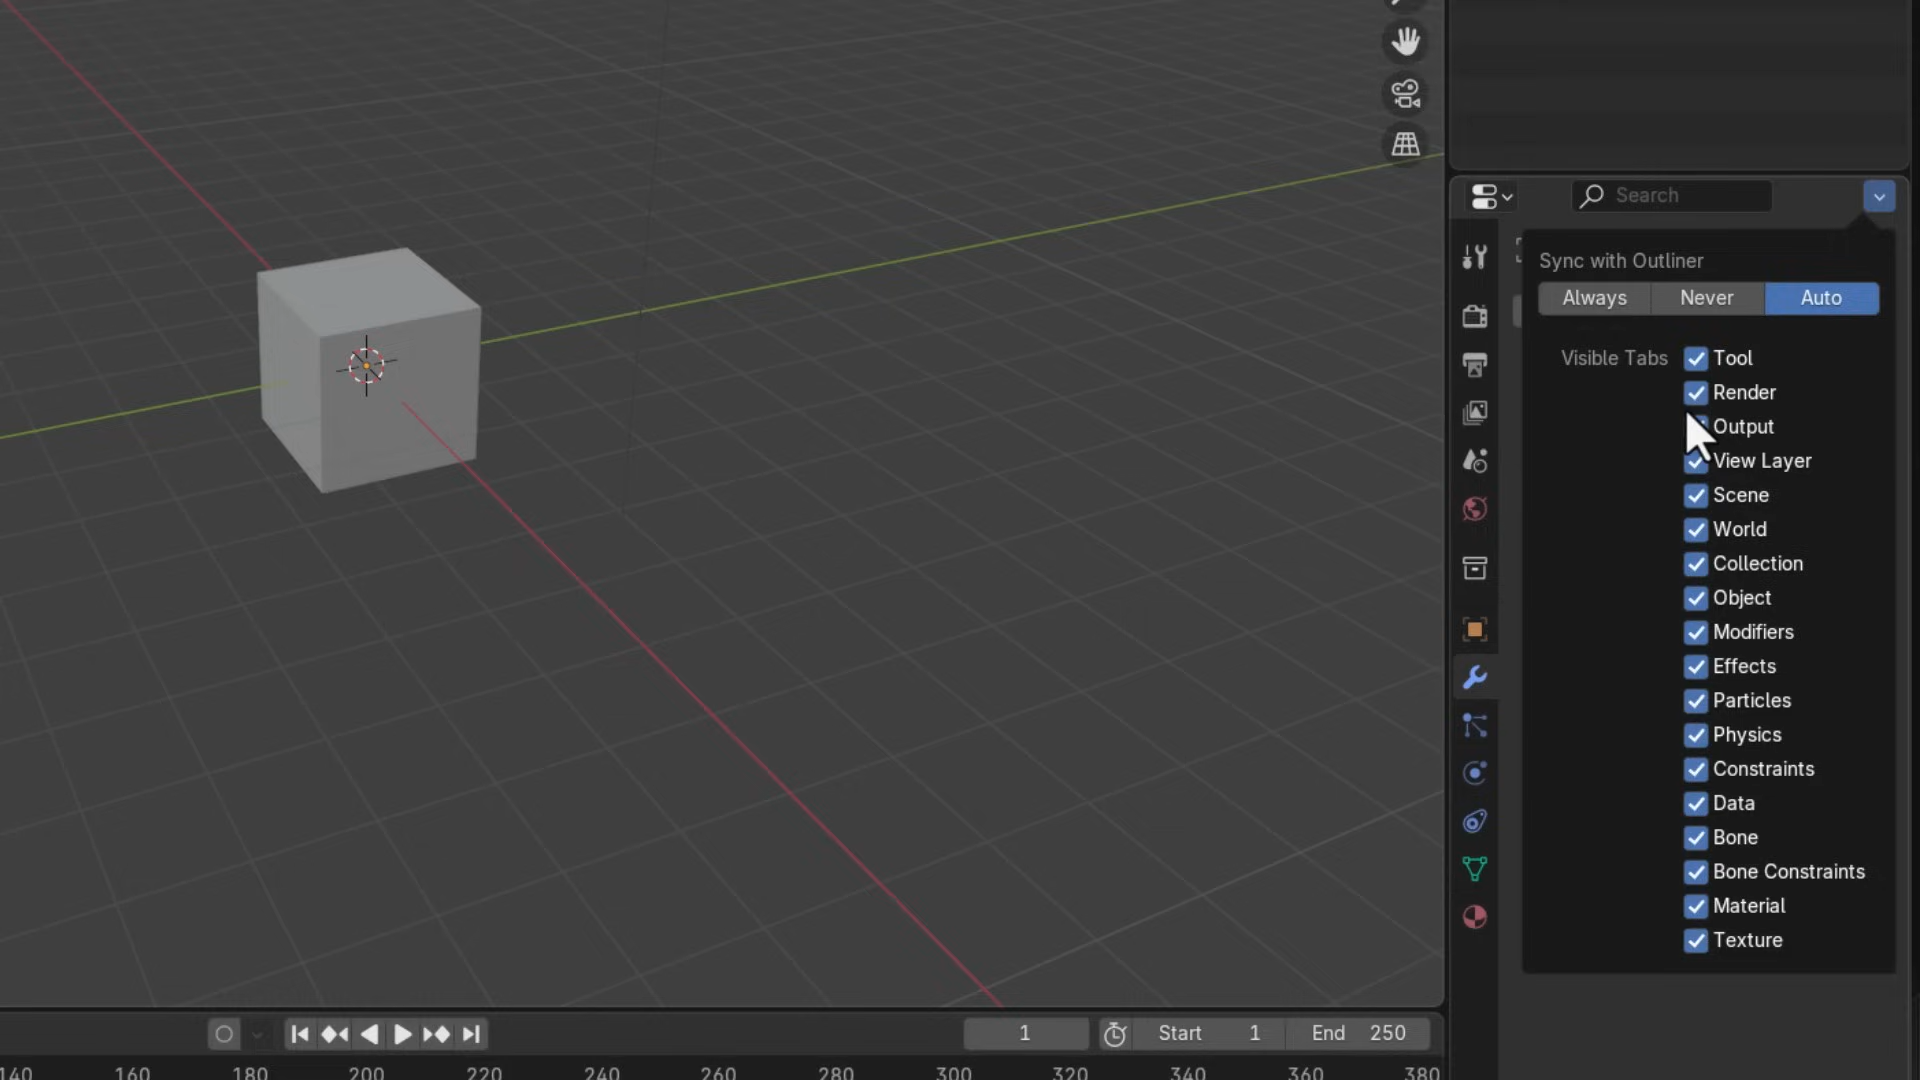 Search
Sync with Outliner
Always Never Auto
Visible Tabs Tool
Render
Output
View Layer
Scene
World
Collection
Object
Modifiers
Effects
Particles
Physics
Constraints
Data
Bone
Bone Constraints
Material
Texture
1 Start 1 End 250
140 160 180 200 220 240 260 280 300 320 340 360 380